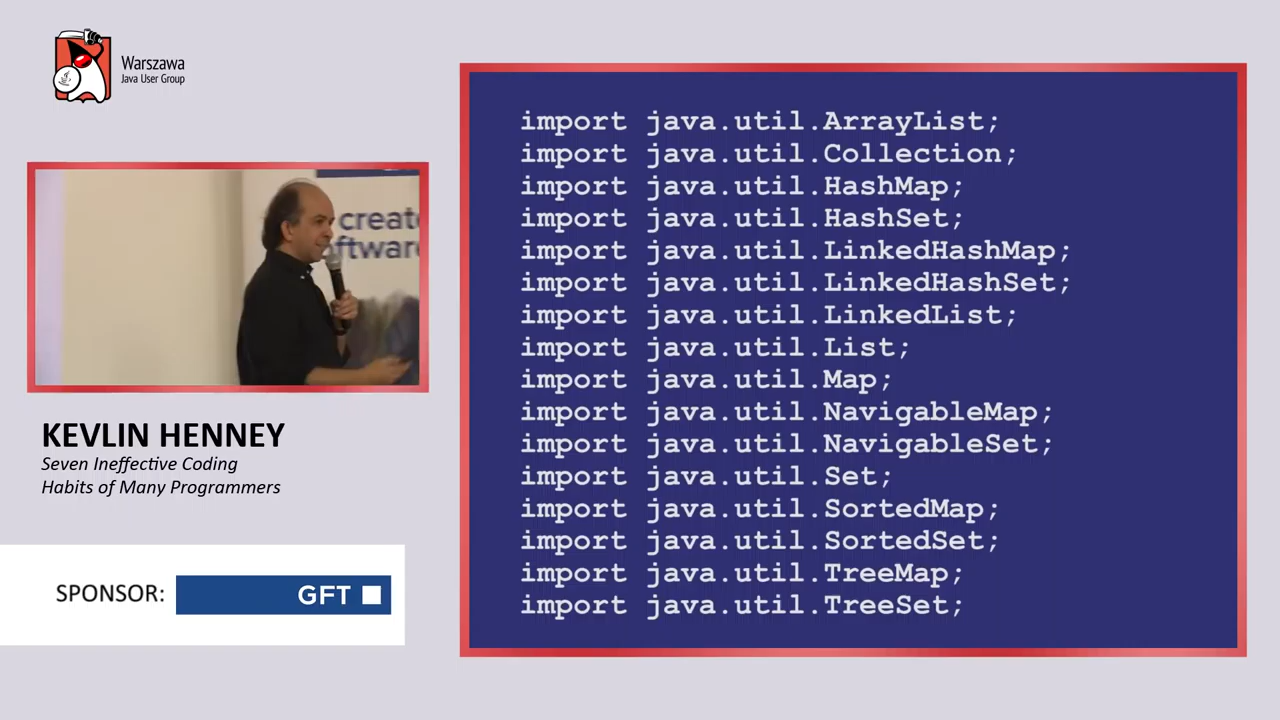 Warszawa
Java User Group
create
ftware
KEVLIN HENNEY
Seven Ineffective Coding
Habits of Many Programmers
SPONSOR:
GFT
import java.util.ArrayList;
import java.util.Collection;
import java.util.HashMap;
import java.util.HashSet;
import java.util.LinkedHashMap;
import java.util.LinkedHashSet;
import java.util.LinkedList;
import java.util.List;
import java.util.Map;
import java.util.NavigableMap;
import java.util.NavigableSet;
import java.util.Set;
import java.util.SortedMap;
import java.util.SortedSet;
import java.util.TreeMap;
import java.util.TreeSet;